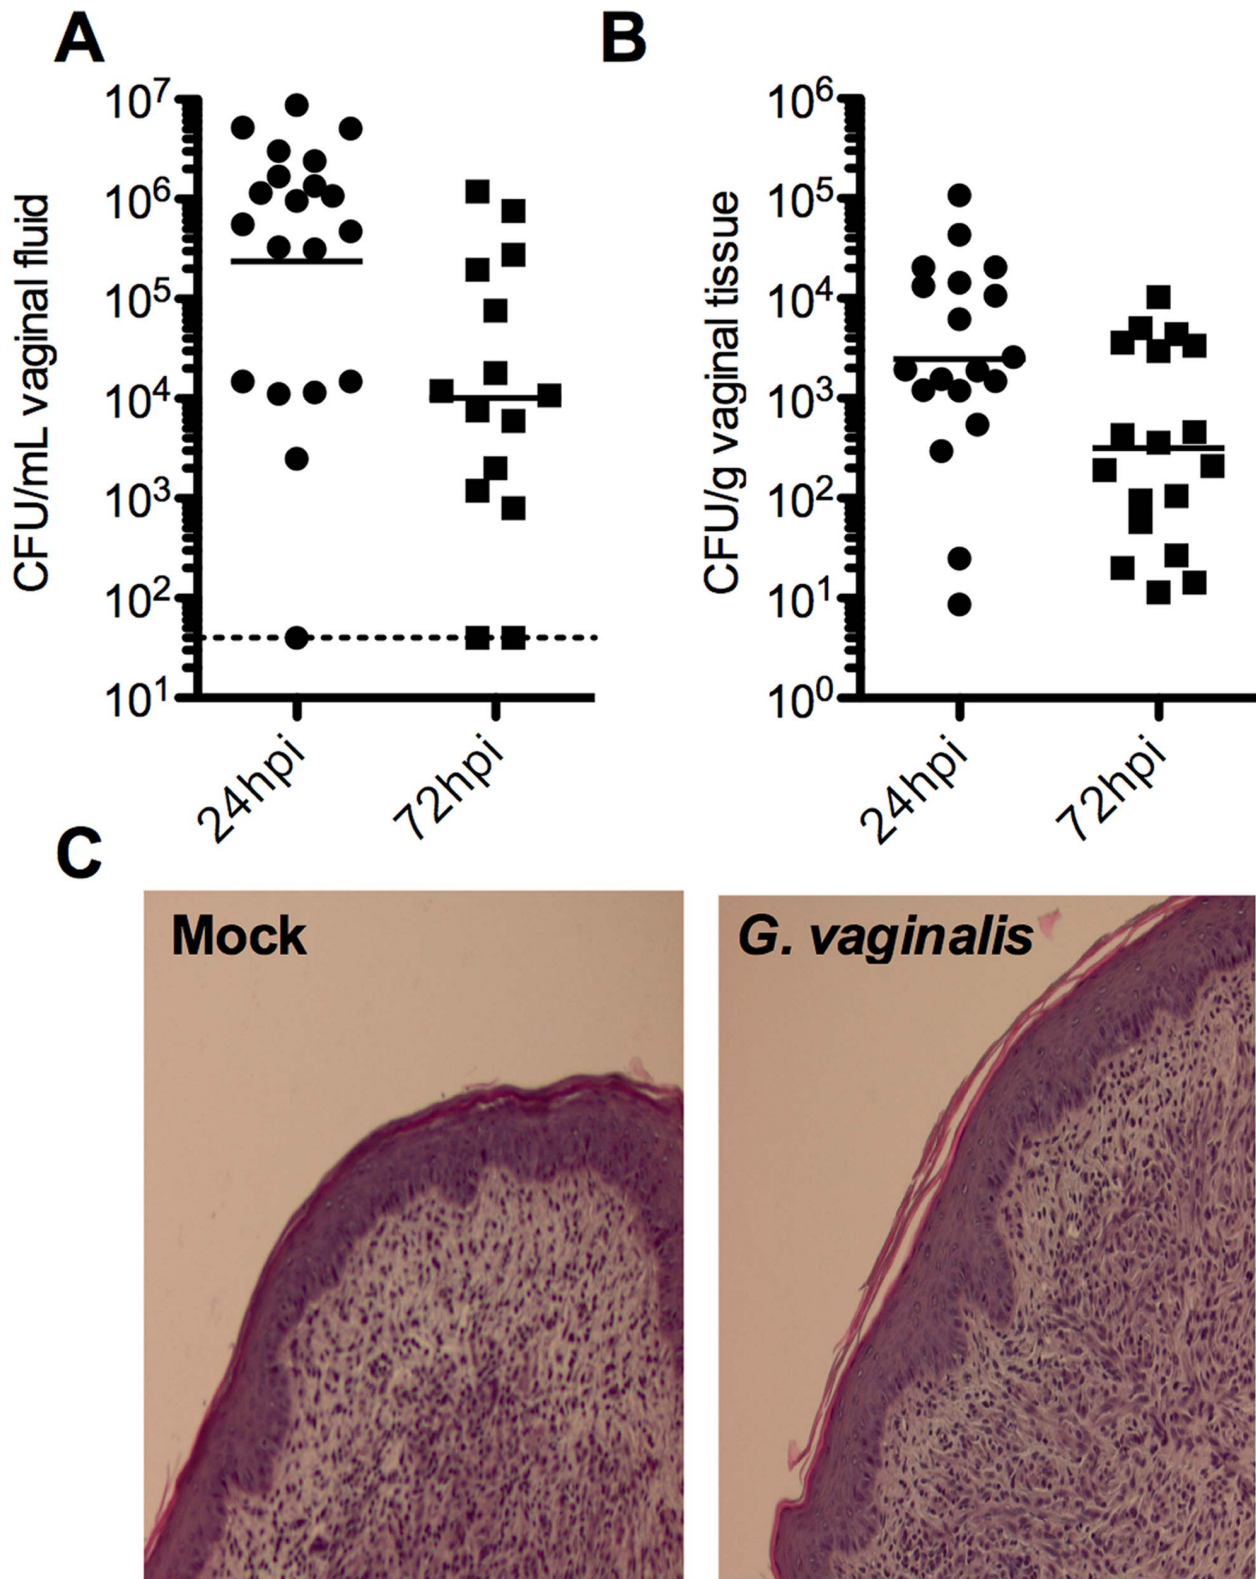 A
B
CFU/mL vaginal fluid
10⁷
10⁶
10⁵
10⁴
10³
10²
10¹
24hpi
72hpi
CFU/g vaginal tissue
10⁶
10⁵
10⁴
10³
10²
10¹
10⁰
24hpi
72hpi
C
Mock
G. vaginalis